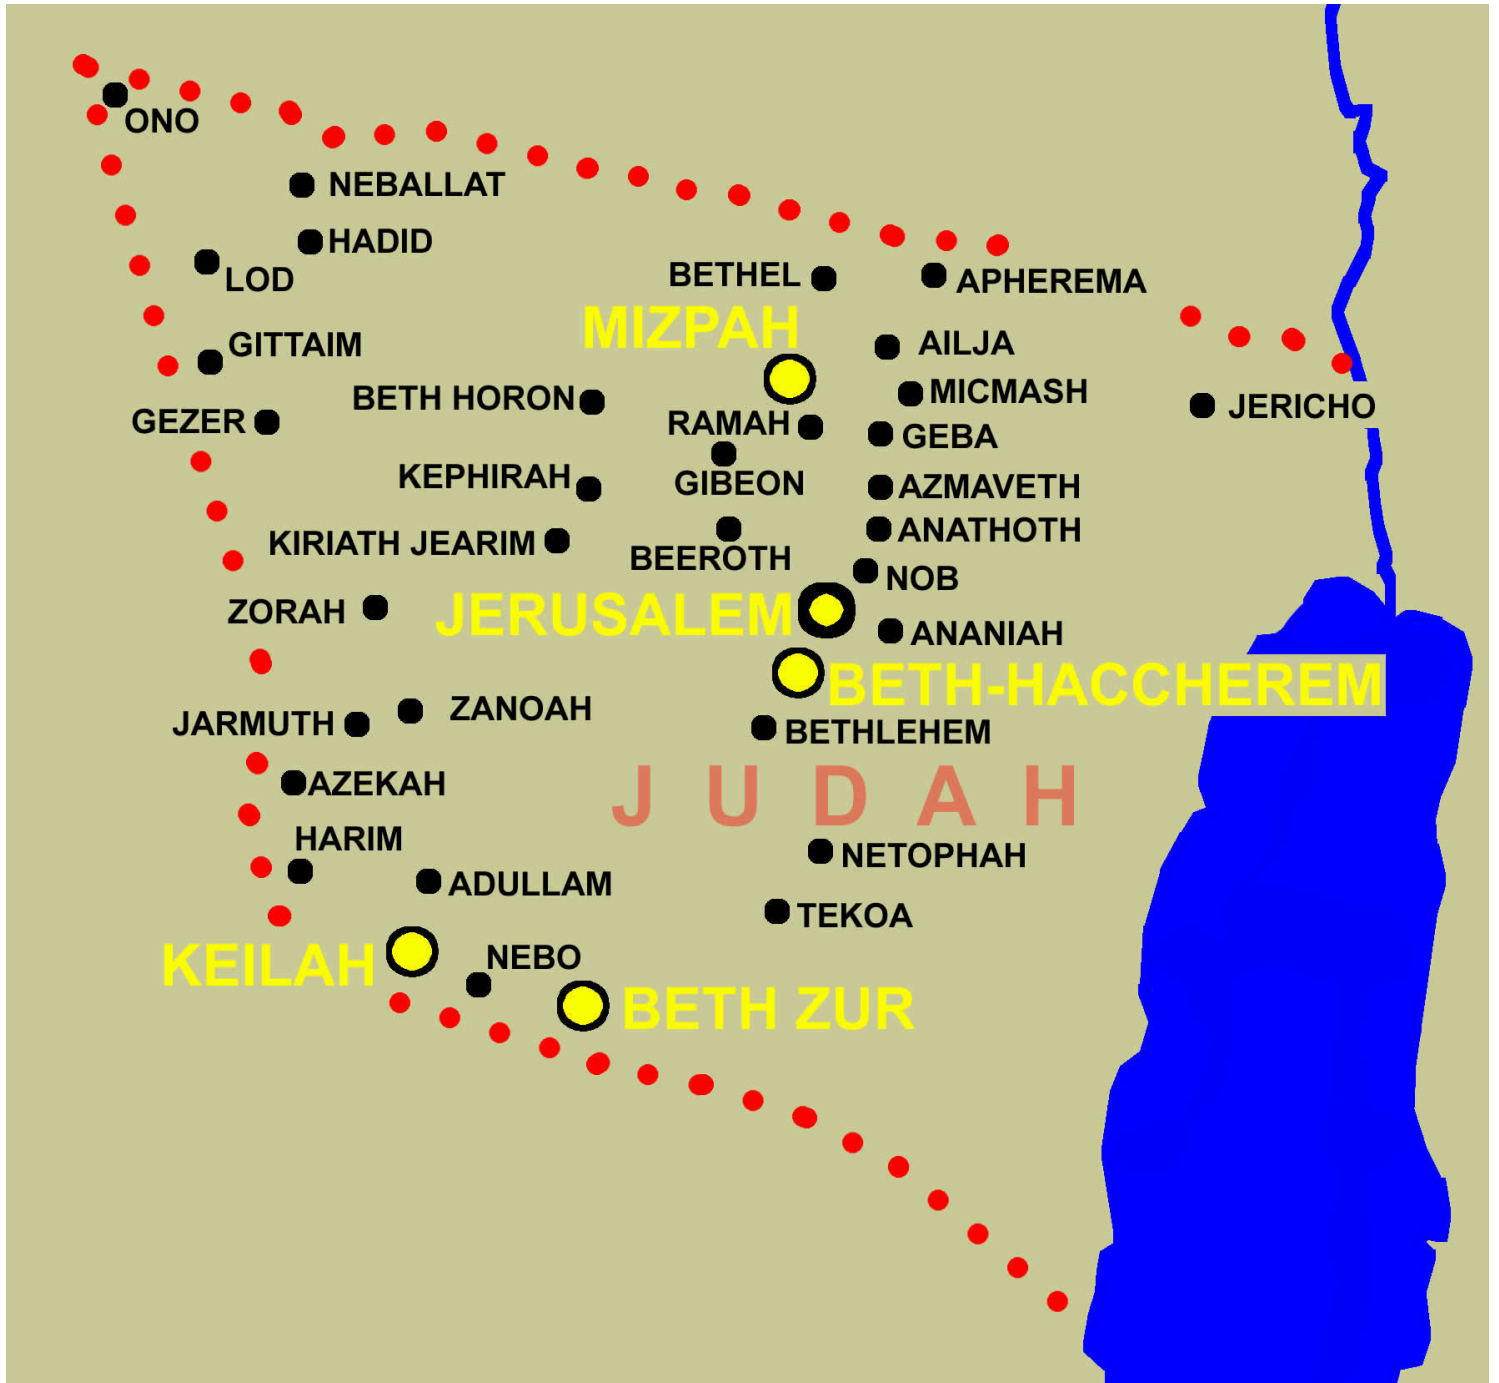 ONO
NEBALLAT
HADID
LOD
BETHEL
APHEREMA
MIZPAH
GITTAIM
AILJA
BETH HORON
MICMASH
GEZER
RAMAH
JERICHO
GEBA
KEPHIRAH
GIBEON
AZMAVETH
KIRIATH JEARIM
ANATHOTH
BEEROTH
NOB
ZORAH
JERUSALEM
ANANIAH
BETH-HACCHEREM
ZANOAH
JARMUTH
BETHLEHEM
AZEKAH
JUDAH
HARIM
NETOPHAH
ADULLAM
TEKOA
KEILAH
NEBO
BETH ZUR